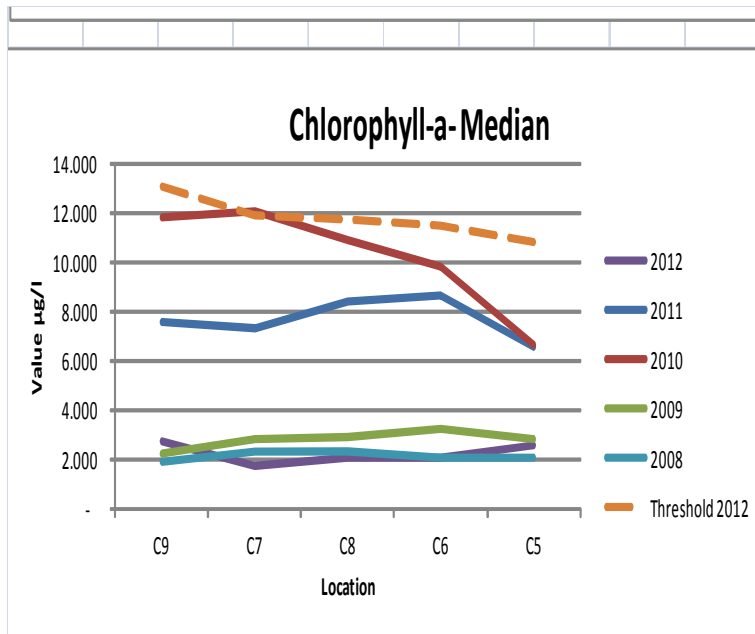 Chlorophyll-a- Median
14.000
12.000
10.000
8.000
6.000
4.000
2.000
-
Value µg/l
C9 C7 C8 C6 C5
Location
2012
2011
2010
2009
2008
Threshold 2012